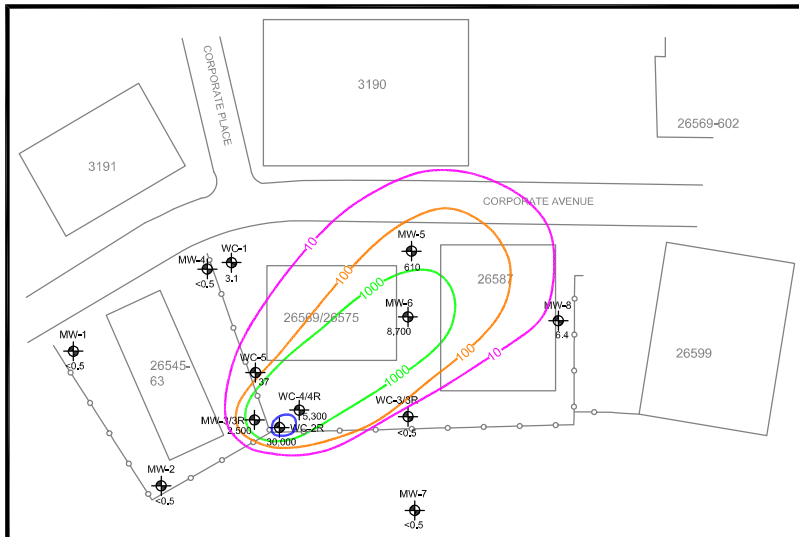 3190
CORPORATE PLACE
26569-602
3191
CORPORATE AVENUE
10
MW-5
610
WC-1
3.1
MW-4
<0.5
100
1000
26587
MW-6
8,700
MW-8
6.4
26569/26575
MW-1
<0.5
100
10
26599
26545-
63
WC-5
37
1000
WC-4/4R
5,300
WC-3/3R
<0.5
MW-3/3R
2,500
WC-2R
30,000
MW-2
<0.5
MW-7
<0.5